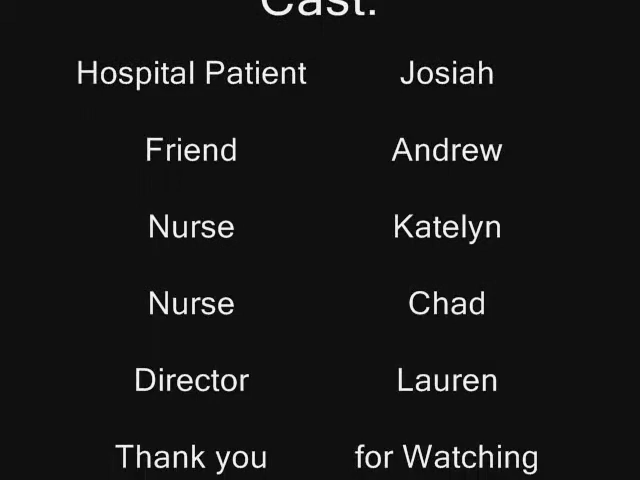 Cast:
Hospital Patient Josiah
Friend Andrew
Nurse Katelyn
Nurse Chad
Director Lauren
Thank you for Watching